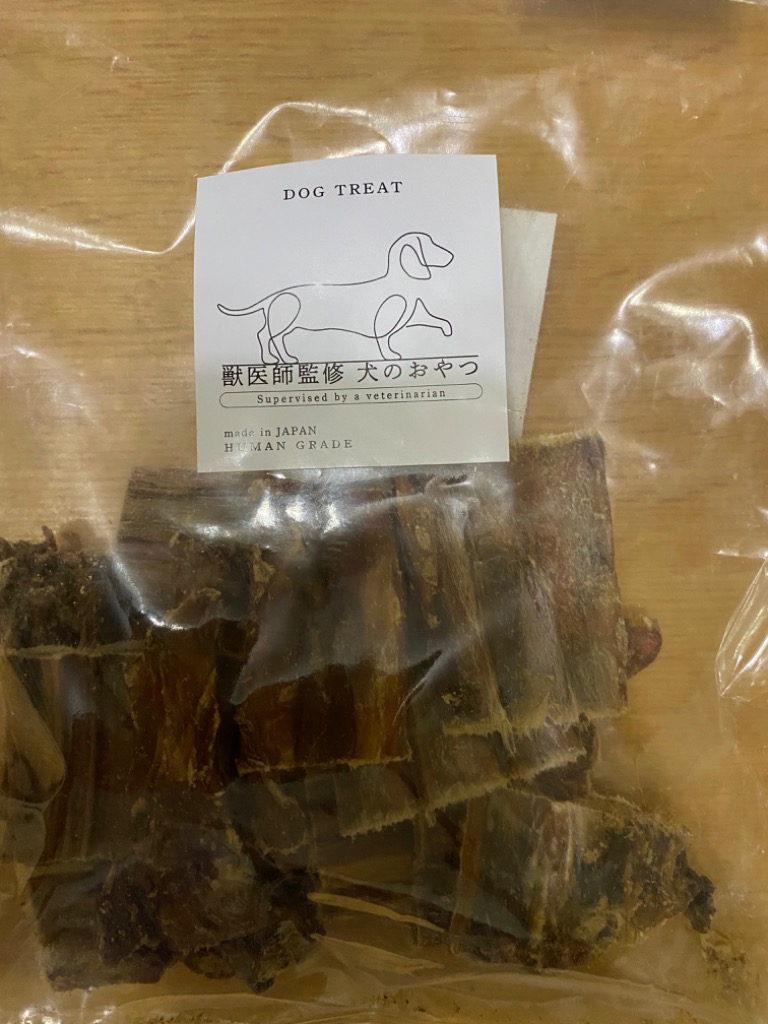 DOG TREAT
獣医師監修 犬のおやつ
Supervised by a veterinarian
made in JAPAN
HUMAN GRADE